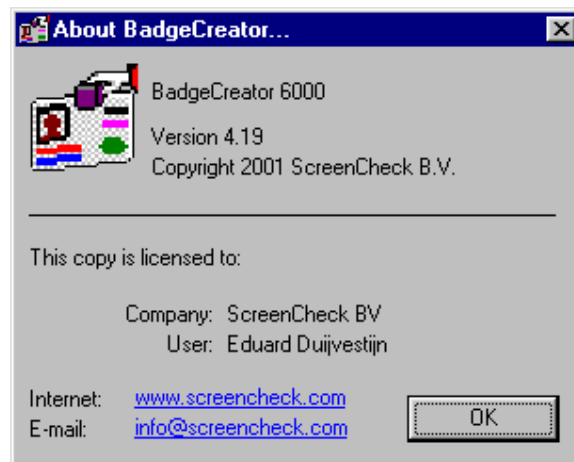 About BadgeCreator...
BadgeCreator 6000
Version 4.19
Copyright 2001 ScreenCheck B.V.
This copy is licensed to:
Company: ScreenCheck BV
User: Eduard Duijvestijn
Internet: www.screencheck.com
E-mail: info@screencheck.com
OK